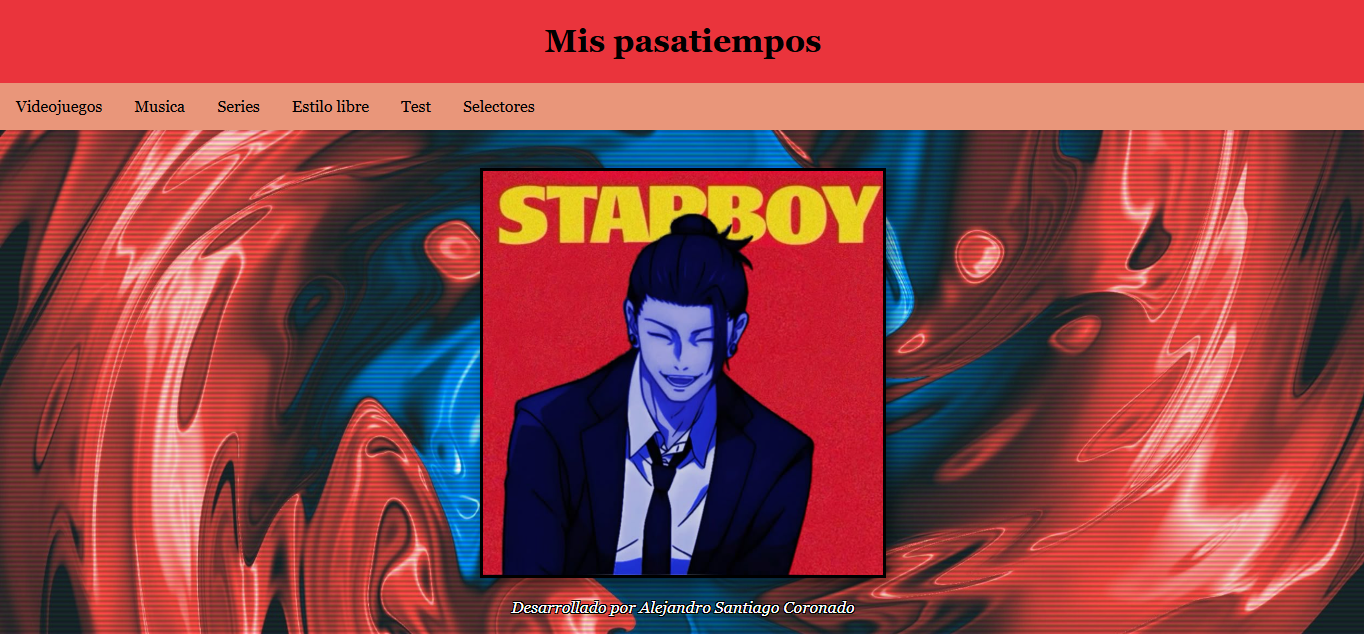 Mis pasatiempos
Videojuegos Musica Series Estilo libre Test Selectores
STARBOY
Desarrollado por Alejandro Santiago Coronado